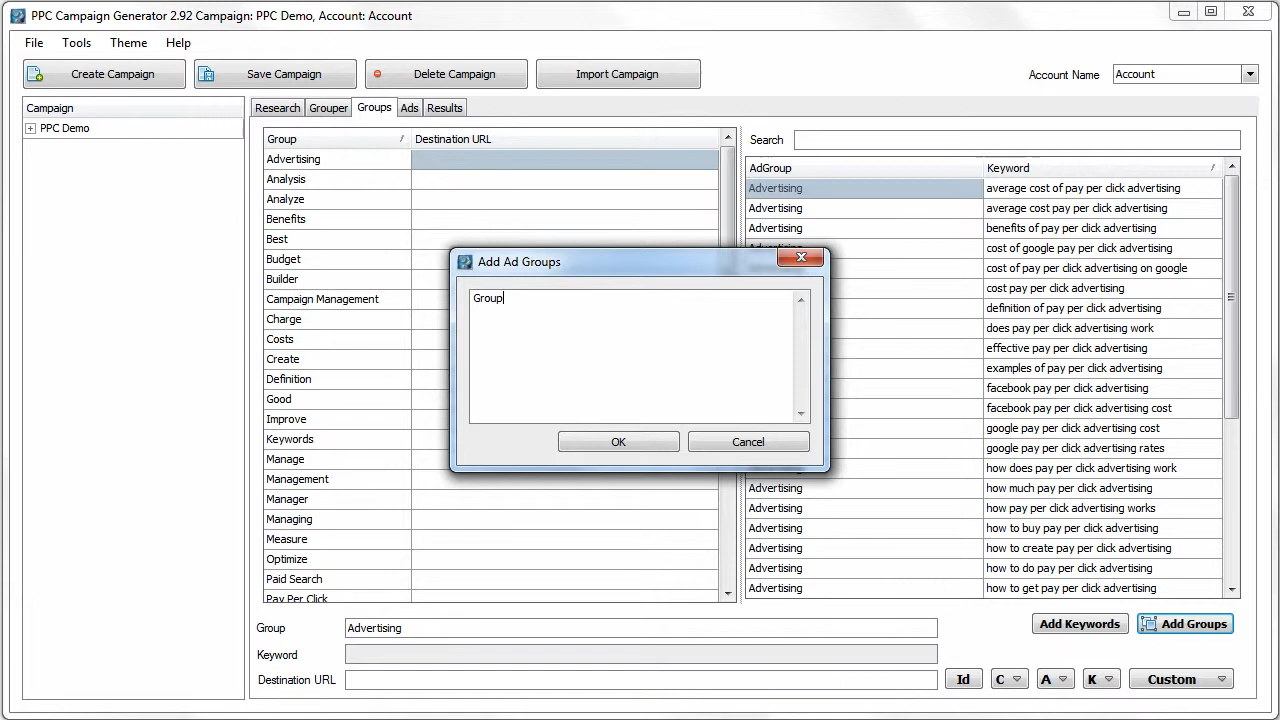 PPC Campaign Generator 2.92 Campaign: PPC Demo, Account: Account
File Tools Theme Help
Create Campaign Save Campaign Delete Campaign Import Campaign Account Name Account
Campaign
PPC Demo
Research Grouper Groups Ads Results
Group / Destination URL
Advertising
Analysis
Analyze
Benefits
Best
Budget
Builder
Campaign Management
Charge
Costs
Create
Definition
Good
Improve
Keywords
Manage
Management
Manager
Managing
Measure
Optimize
Paid Search
Pay Per Click
Search
AdGroup Keyword /
Advertising average cost of pay per click advertising
Advertising average cost pay per click advertising
Advertising benefits of pay per click advertising
Advertising cost of google pay per click advertising
cost of pay per click advertising on google
cost pay per click advertising
definition of pay per click advertising
does pay per click advertising work
effective pay per click advertising
examples of pay per click advertising
facebook pay per click advertising
facebook pay per click advertising cost
google pay per click advertising cost
google pay per click advertising rates
how does pay per click advertising work
Advertising how much pay per click advertising
Advertising how pay per click advertising works
Advertising how to buy pay per click advertising
Advertising how to create pay per click advertising
Advertising how to do pay per click advertising
Advertising how to get pay per click advertising
Add Ad Groups
Group
OK Cancel
Add Keywords Add Groups
Group Advertising
Keyword
Destination URL
Id C A K Custom